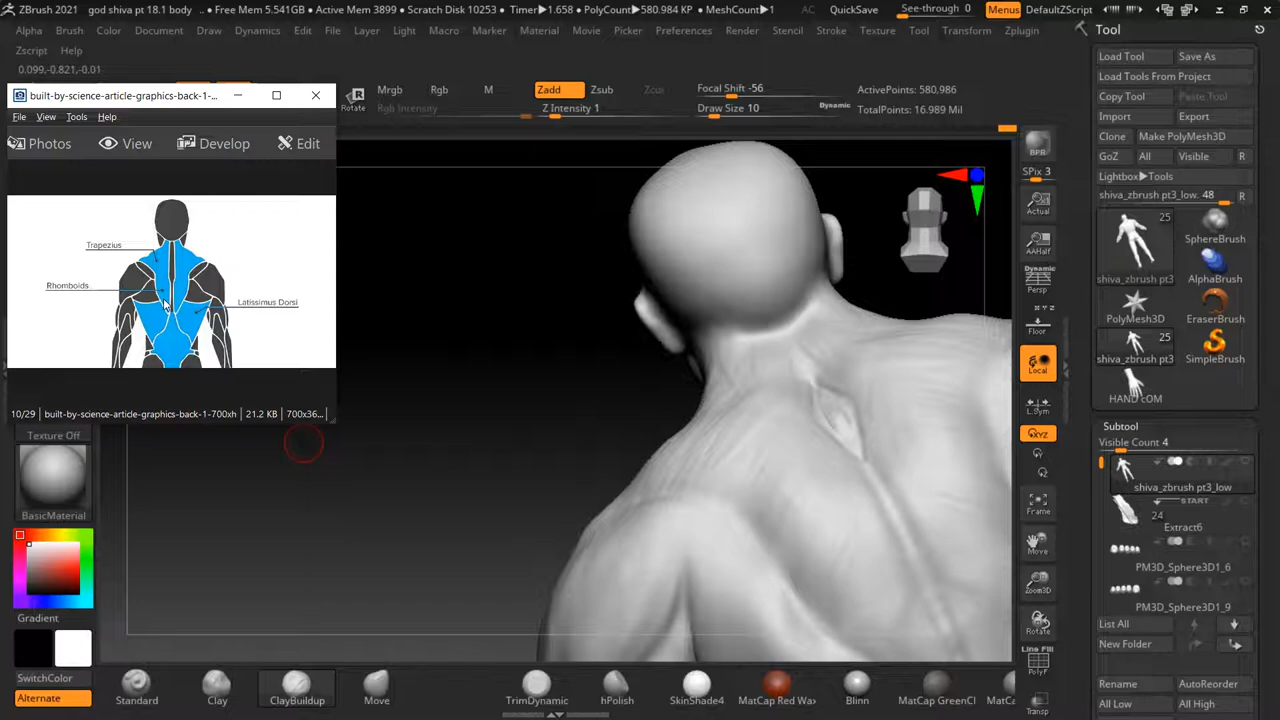 ZBrush 2021 god shiva pt 18.1 body .. • Free Mem 5.541GB • Active Mem 3899 • Scratch Disk 10253 • Timer▶1.658 • PolyCount▶580.984 KP • MeshCount▶1 AC QuickSave See-through 0 Menus DefaultZScript
Alpha Brush Color Document Draw Dynamics Edit File Layer Light Macro Marker Material Movie Picker Preferences Render Stencil Stroke Texture Tool Transform Zplugin
Zscript Help
0.099,-0.821,-0.01
Rotate
Mrgb Rgb M Zadd Zsub Zcut Focal Shift -56 ActivePoints: 580,986
Rgb Intensity Z Intensity 1 Draw Size 10 Dynamic TotalPoints: 16.989 Mil
built-by-science-article-graphics-back-1-...
File View Tools Help
Photos View Develop Edit
Trapezius
Rhomboids
Latissimus Dorsi
10/29 built-by-science-article-graphics-back-1-700xh 21.2 KB 700x36...
Texture Off
BasicMaterial
Gradient
SwitchColor
Alternate
Standard Clay ClayBuildup Move TrimDynamic hPolish SkinShade4 MatCap Red Wax Blinn MatCap GreenCl MatCa
BPR
SPix 3
Actual
AAHalf
Dynamic
Persp
X Y Z
Floor
Local
L.Sym
XYZ
Frame
Move
Zoom3D
Rotate
Line Fill
PolyF
Transp
Tool
Load Tool Save As
Load Tools From Project
Copy Tool Paste Tool
Import Export
Clone Make PolyMesh3D
GoZ All Visible R
Lightbox▶Tools
shiva_zbrush pt3_low. 48 R
25
shiva_zbrush pt3
SphereBrush
AlphaBrush
PolyMesh3D
EraserBrush
25
shiva_zbrush pt3
SimpleBrush
HAND cOM
Subtool
Visible Count 4
shiva_zbrush pt3_low
START
24
Extract6
PM3D_Sphere3D1_6
PM3D_Sphere3D1_9
List All
New Folder
Rename AutoReorder
All Low All High